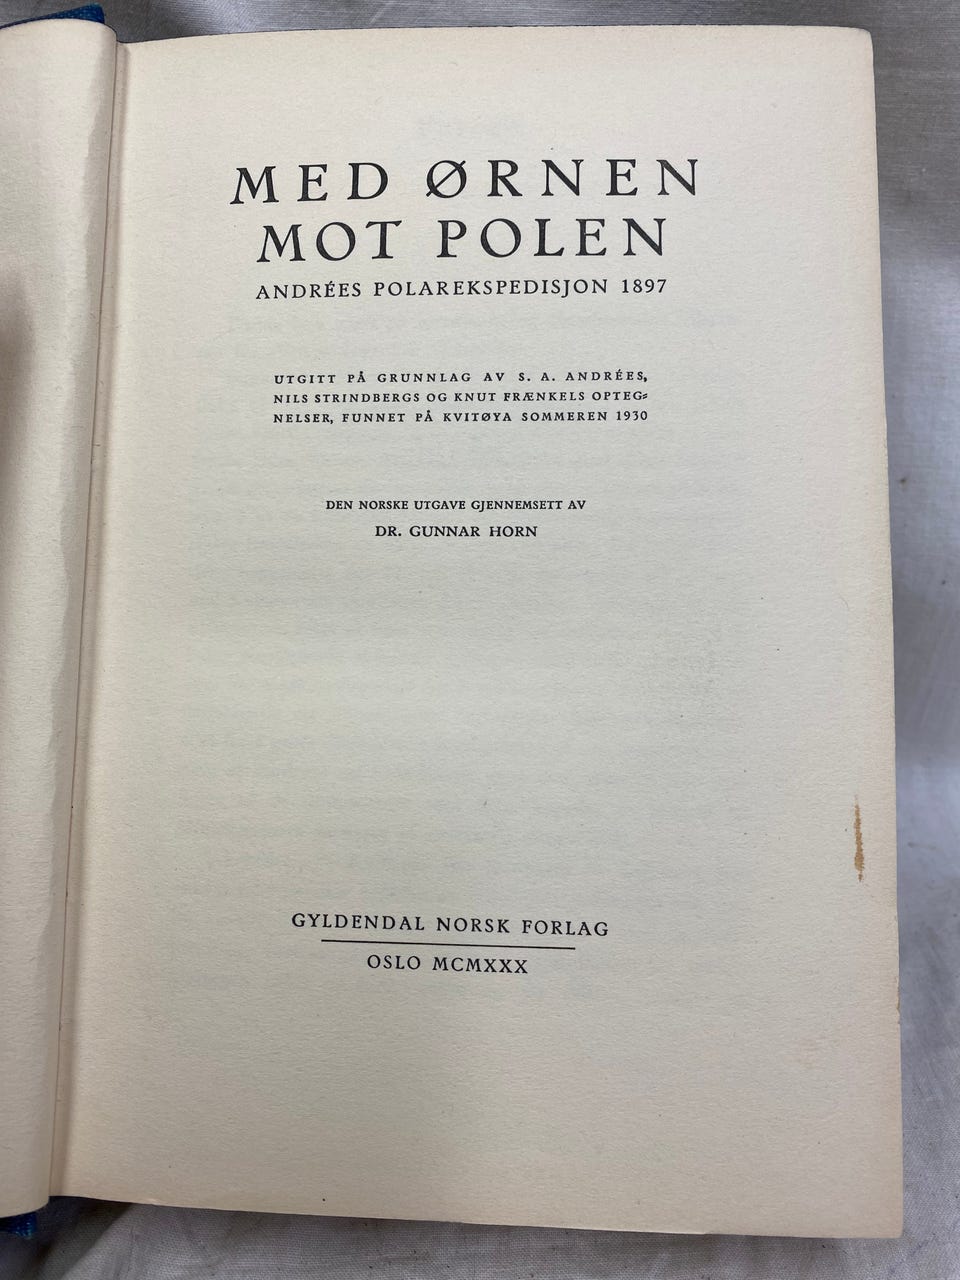 MED ØRNEN
MOT POLEN
ANDRÉES POLAREKSPEDISJON 1897
UTGITT PÅ GRUNNLAG AV S. A. ANDRÉES,
NILS STRINDBERGS OG KNUT FRÆNKELS OPTEG=
NELSER, FUNNET PÅ KVITØYA SOMMEREN 1930
DEN NORSKE UTGAVE GJENNEMSETT AV
DR. GUNNAR HORN
GYLDENDAL NORSK FORLAG
OSLO MCMXXX